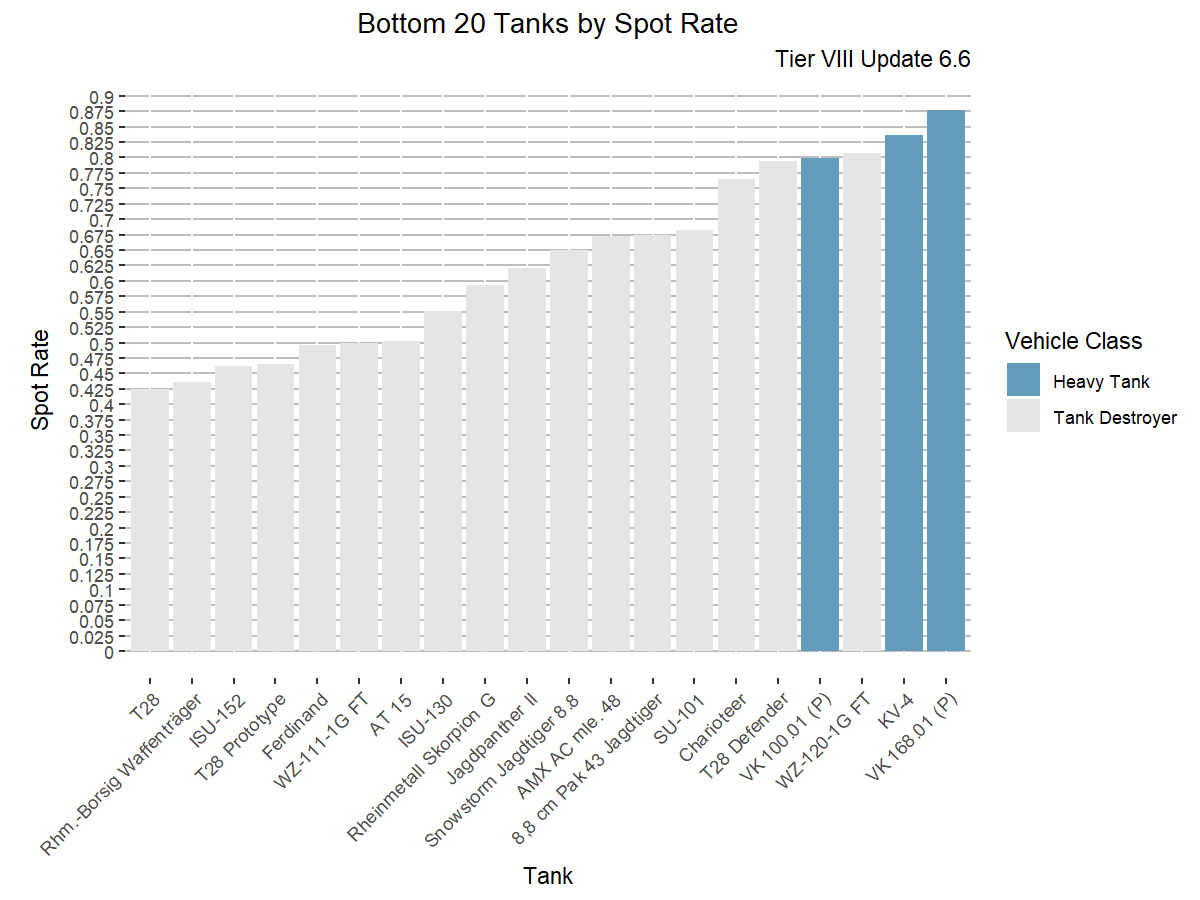 Bottom 20 Tanks by Spot Rate
Tier VIII Update 6.6
Spot Rate
0.9
0.875
0.85
0.825
0.8
0.775
0.75
0.725
0.7
0.675
0.65
0.625
0.6
0.575
0.55
0.525
0.5
0.475
0.45
0.425
0.4
0.375
0.35
0.325
0.3
0.275
0.25
0.225
0.2
0.175
0.15
0.125
0.1
0.075
0.05
0.025
0
T28
Rhm.-Borsig Waffenträger
ISU-152
T28 Prototype
Ferdinand
WZ-111-1G FT
AT 15
ISU-130
Rheinmetall Skorpion G
Jagdpanther II
Snowstorm Jagdtiger 8.8
AMX AC mle. 48
8,8 cm Pak 43 Jagdtiger
SU-101
Charioteer
T28 Defender
VK 100.01 (P)
WZ-120-1G FT
KV-4
VK 168.01 (P)
Tank
Vehicle Class
Heavy Tank
Tank Destroyer